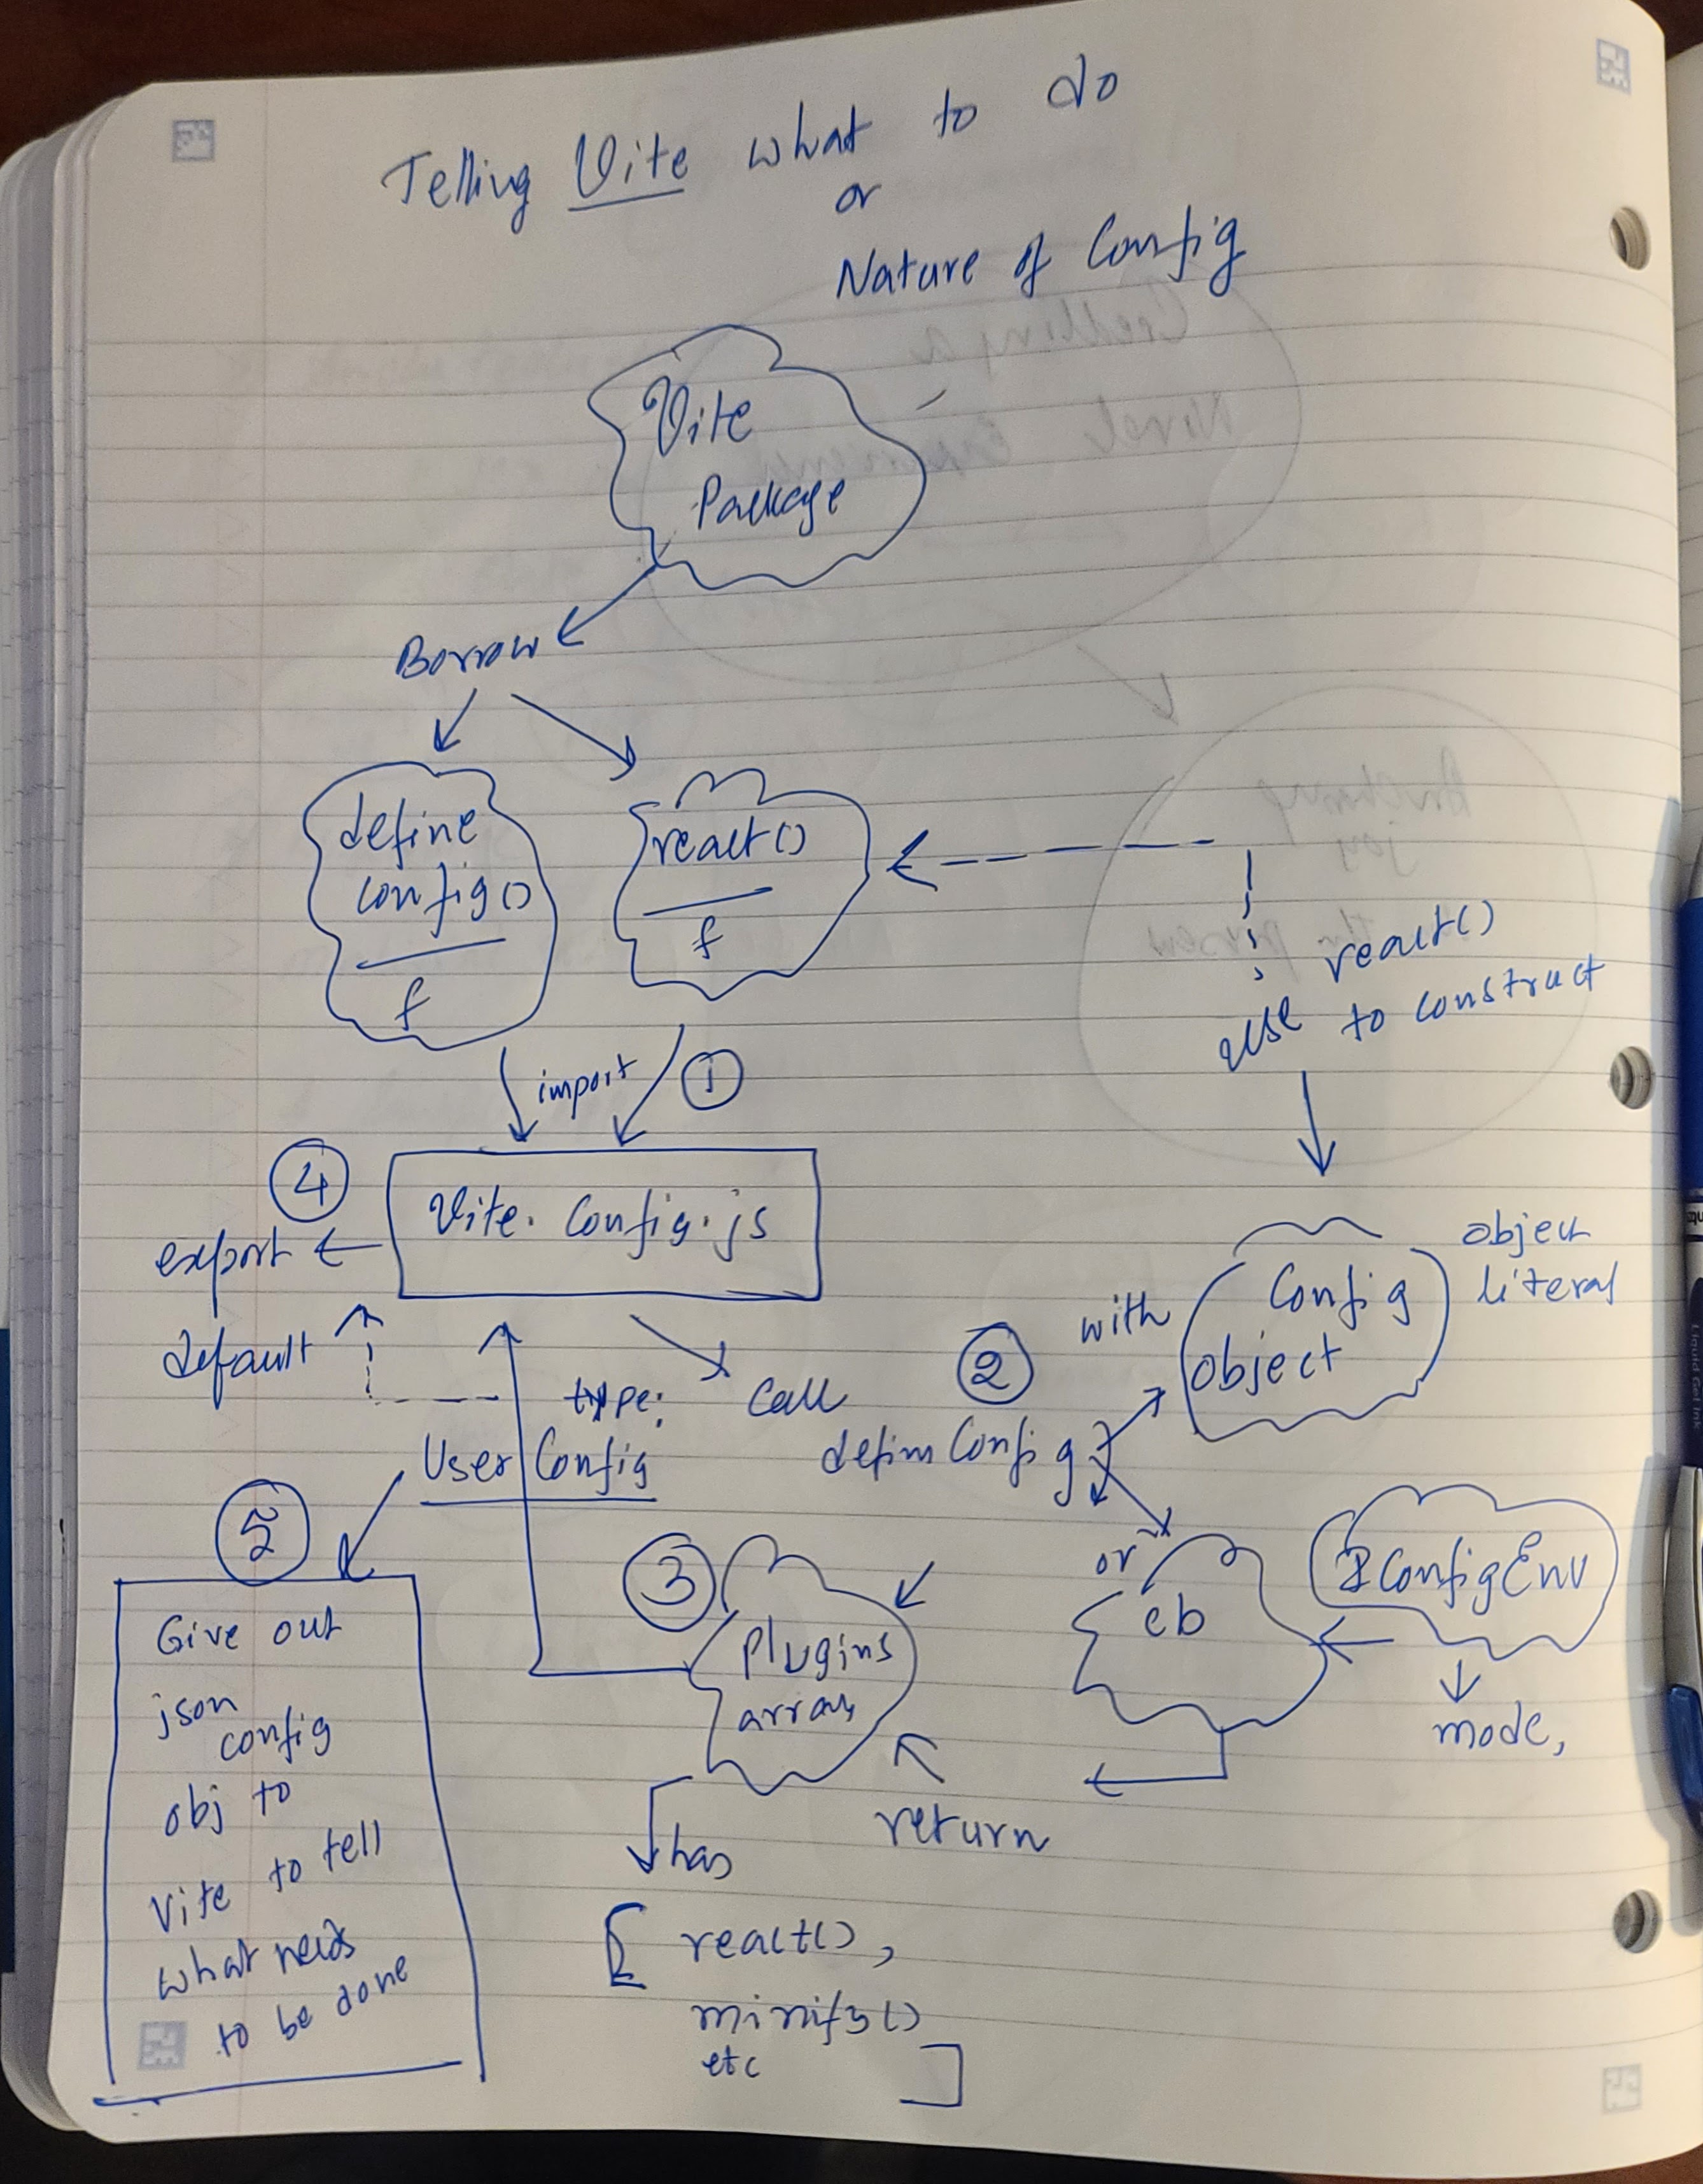 Telling Vite what to do
or
Nature of Config
Vite
Package
Borrow
define
config()
f
react()
f
use react()
to construct
import
1
4
Vite. Config.js
export
default
type:
User Config
call
2
defin Config
with
Config
object
object
literal
or
cb
ConfigEnv
mode,
3
Plugins
array
return
has
[ react(),
minify()
etc
]
5
Give out
json
config
obj to
Vite to tell
what needs
to be done